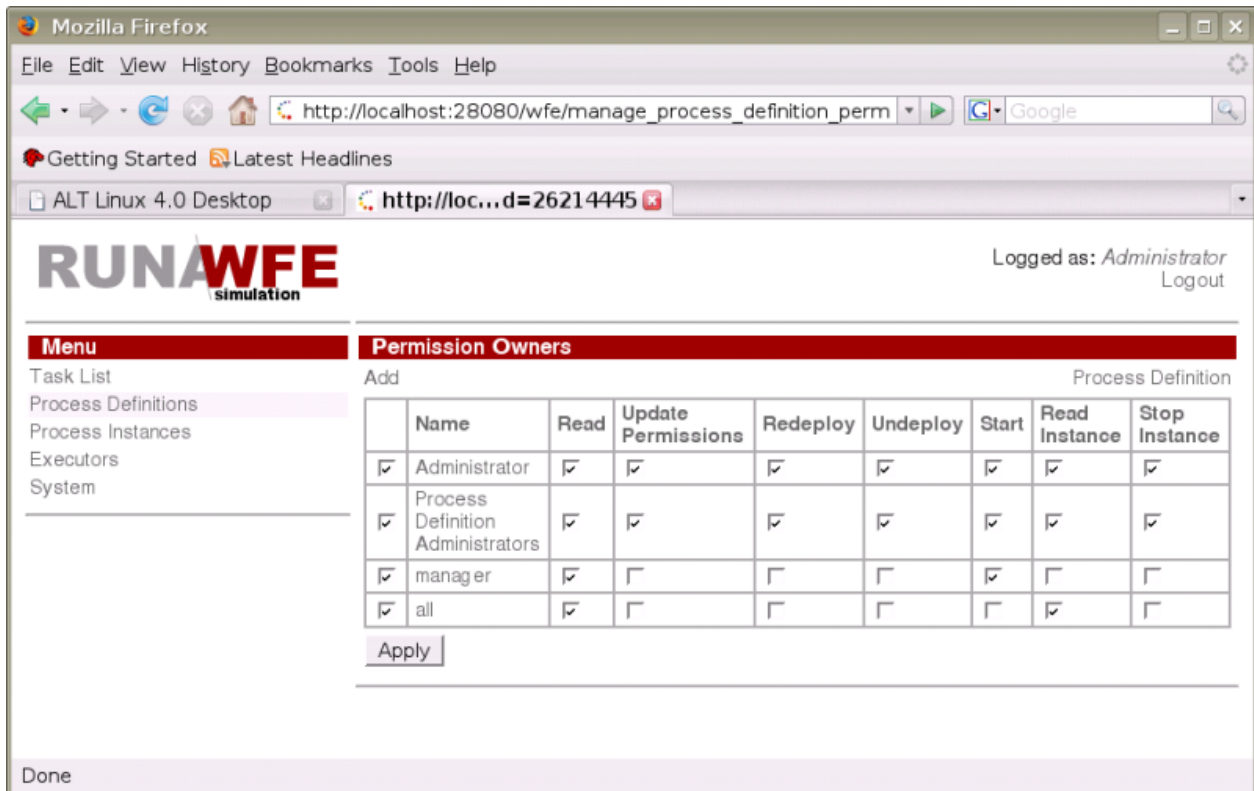 Mozilla Firefox
File Edit View History Bookmarks Tools Help
http://localhost:28080/wfe/manage_process_definition_perm G Google
Getting Started Latest Headlines
ALT Linux 4.0 Desktop http://loc...d=26214445
RUNA WFE
simulation
Logged as: Administrator
Logout
Menu
Task List
Process Definitions
Process Instances
Executors
System
Permission Owners
Add Process Definition
Name Read Update Permissions Redeploy Undeploy Start Read Instance Stop Instance
Administrator
Process
Definition
Administrators
manager
all
Apply
Done